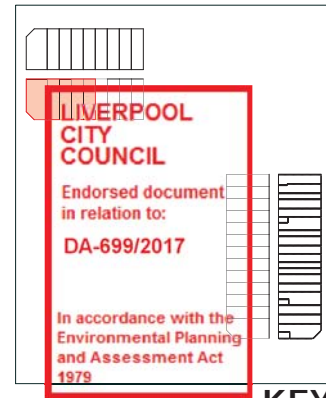 LIVERPOOL
CITY
COUNCIL
Endorsed document
in relation to:
DA-699/2017
In accordance with the
Environmental Planning
and Assessment Act
1979
KEY